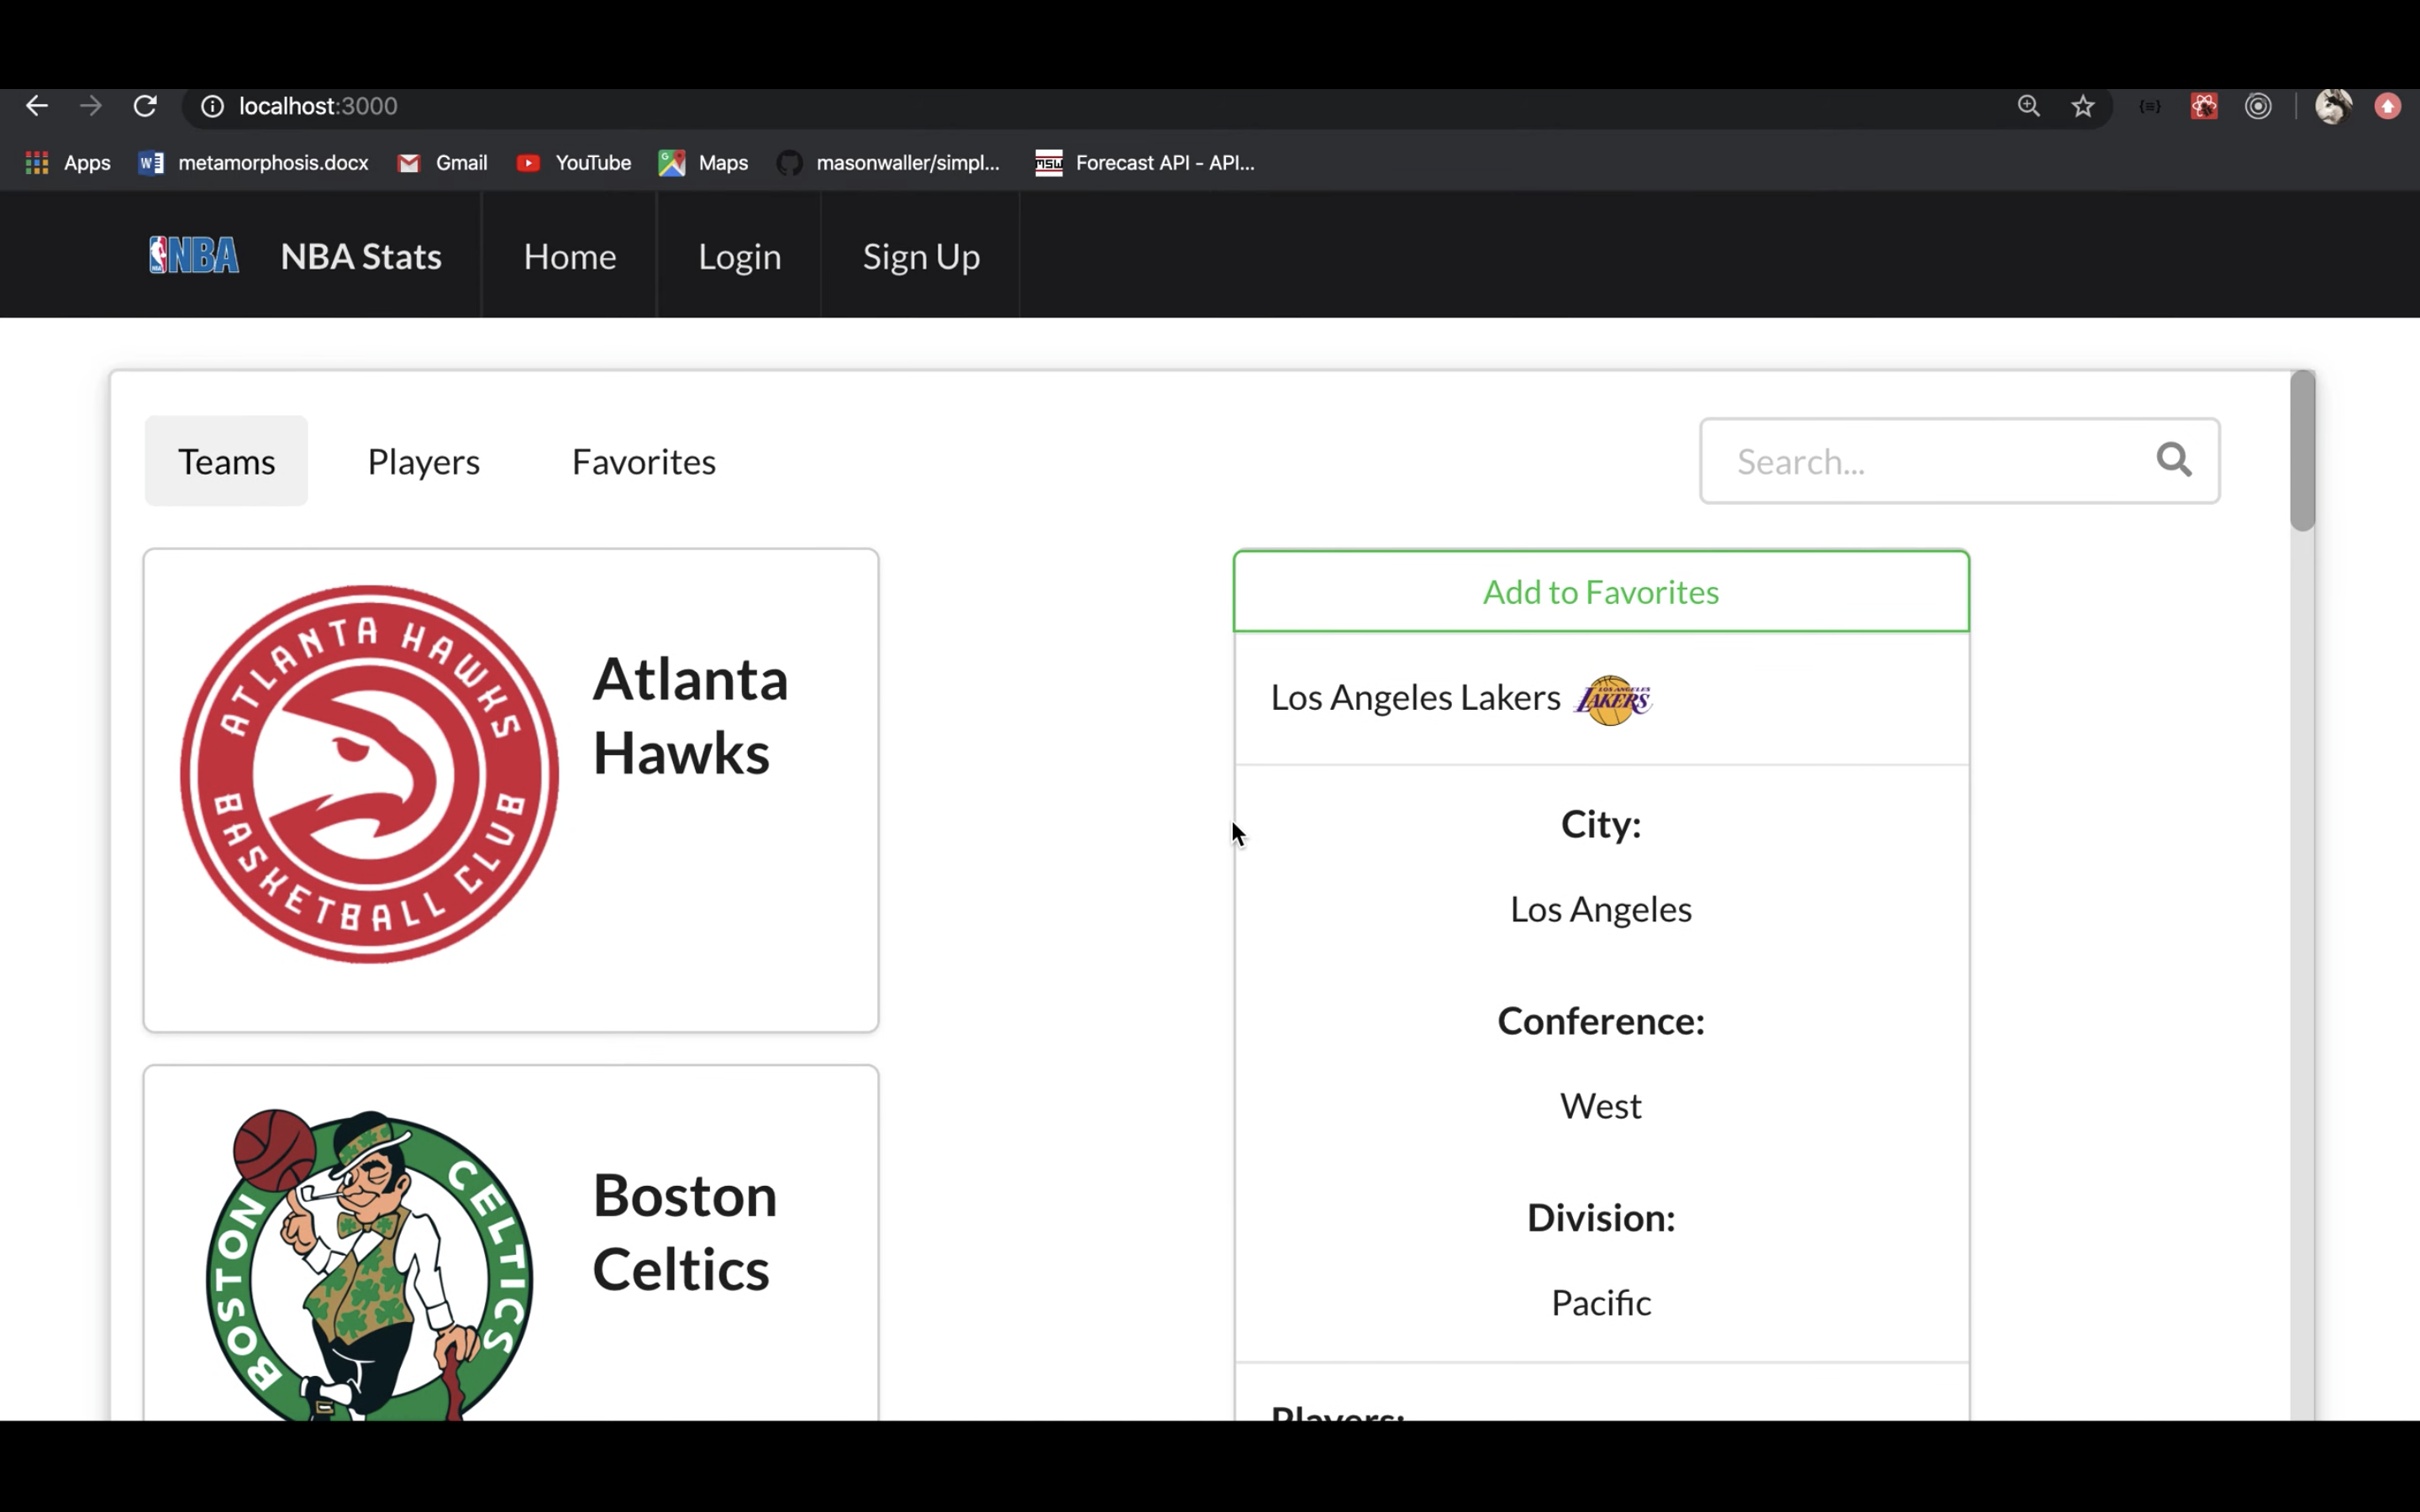 localhost:3000
Apps metamorphosis.docx Gmail YouTube Maps masonwaller/simpl... MSW Forecast API - API...
NBA NBA Stats Home Login Sign Up
Teams Players Favorites Search...
Add to Favorites
ATLANTA HAWKS
BASKETBALL CLUB
Atlanta
Hawks
Los Angeles Lakers LOS ANGELES LAKERS
City:
Los Angeles
Conference:
West
BOSTON CELTICS
Boston
Celtics
Division:
Pacific
Players: